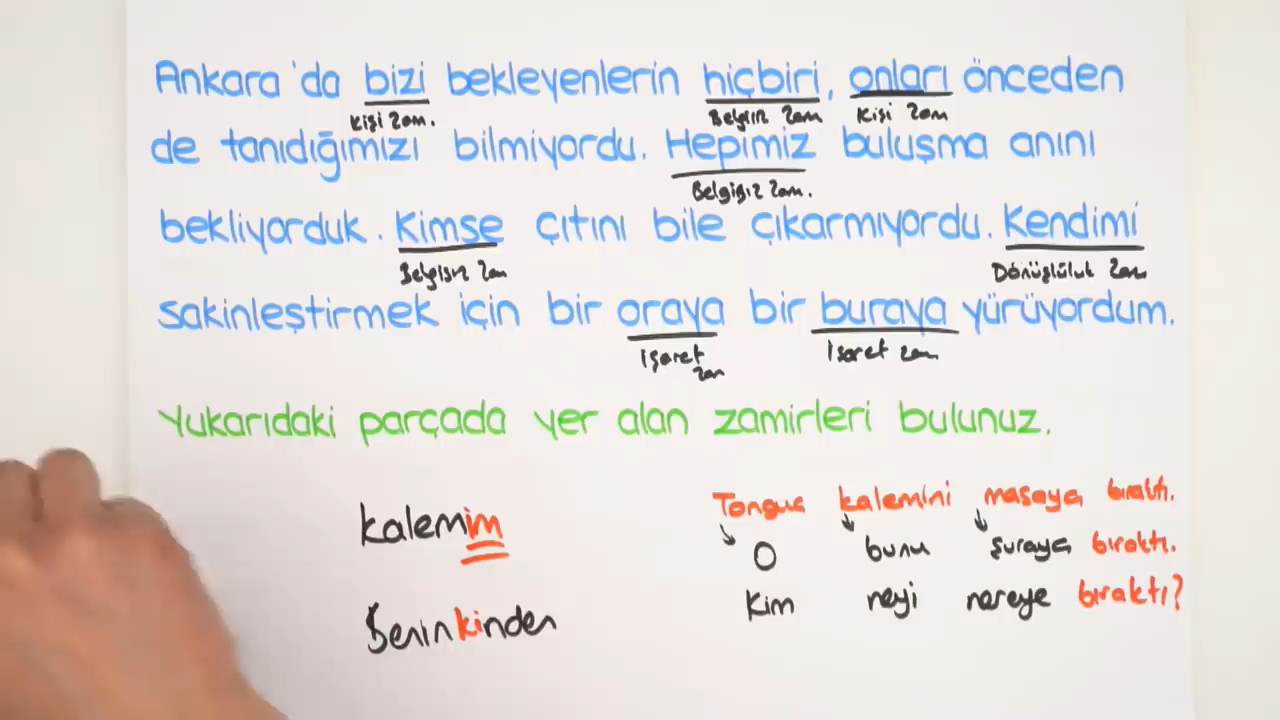 Ankara'da bizi bekleyenlerin hiçbiri, onları önceden
Kişi Zam. Belgisiz Zam Kişi Zam
de tanıdığımızı bilmiyordu. Hepimiz buluşma anını
Belgisiz Zam.
bekliyorduk. Kimse çıtını bile çıkarmıyordu. Kendimi
Belgisiz Zam Dönüşlülük Zam
sakinleştirmek için bir oraya bir buraya yürüyordum.
işaret zam İşaret zam
Yukarıdaki parçada yer alan zamirleri bulunuz.
kalemim
Seninkinden
Tonguç kalemini masaya bıraktı.
O bunu şuraya bıraktı.
Kim neyi nereye bıraktı?